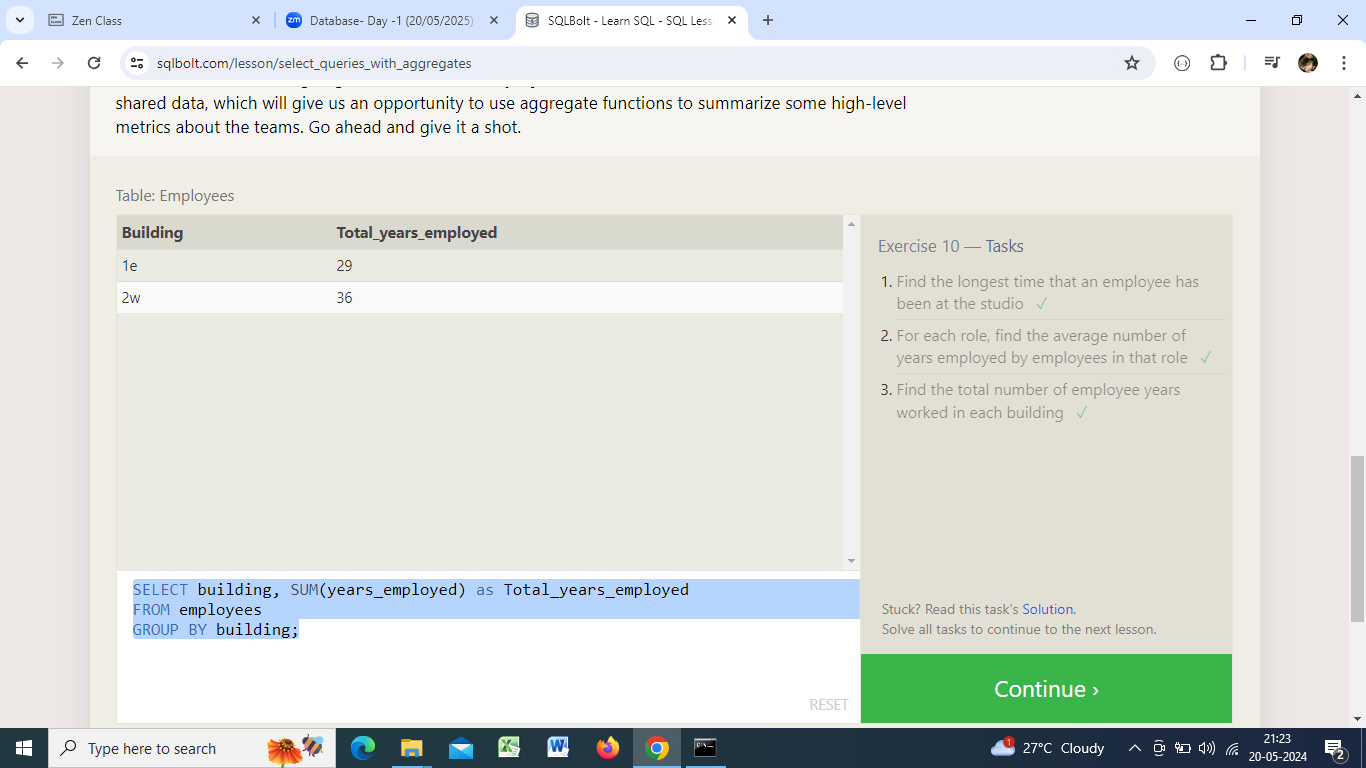 Zen Class
zm Database- Day -1 (20/05/2025)
SQLBolt - Learn SQL - SQL Less
sqlbolt.com/lesson/select_queries_with_aggregates
shared data, which will give us an opportunity to use aggregate functions to summarize some high-level
metrics about the teams. Go ahead and give it a shot.
Table: Employees
Building Total_years_employed
1e 29
2w 36
Exercise 10 — Tasks
1. Find the longest time that an employee has
been at the studio ✓
2. For each role, find the average number of
years employed by employees in that role ✓
3. Find the total number of employee years
worked in each building ✓
SELECT building, SUM(years_employed) as Total_years_employed
FROM employees
GROUP BY building;
RESET
Stuck? Read this task's Solution.
Solve all tasks to continue to the next lesson.
Continue ›
Type here to search
1
27°C Cloudy
21:23
20-05-2024
2